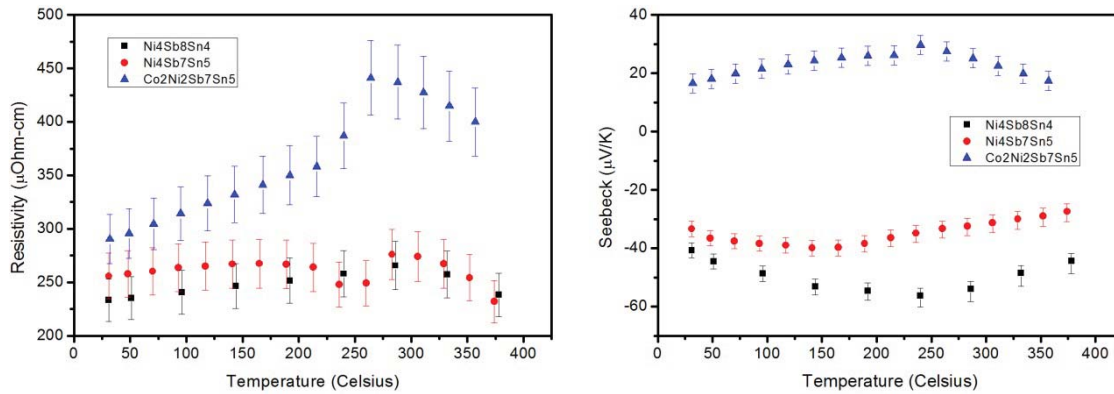 500
450
400
350
300
250
200
Resistivity (μOhm-cm)
Ni4Sb8Sn4
Ni4Sb7Sn5
Co2Ni2Sb7Sn5
0 50 100 150 200 250 300 350 400
Temperature (Celsius)
40
20
0
-20
-40
-60
Seebeck (μV/K)
Ni4Sb8Sn4
Ni4Sb7Sn5
Co2Ni2Sb7Sn5
0 50 100 150 200 250 300 350 400
Temperature (Celsius)